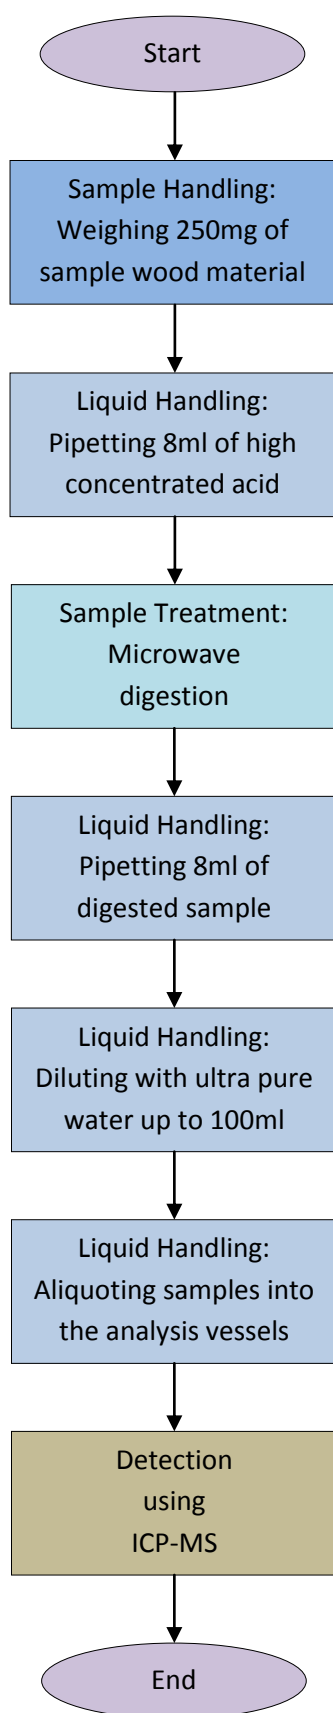 Start
Sample Handling:
Weighing 250mg of
sample wood material
Liquid Handling:
Pipetting 8ml of high
concentrated acid
Sample Treatment:
Microwave
digestion
Liquid Handling:
Pipetting 8ml of
digested sample
Liquid Handling:
Diluting with ultra pure
water up to 100ml
Liquid Handling:
Aliquoting samples into
the analysis vessels
Detection
using
ICP-MS
End